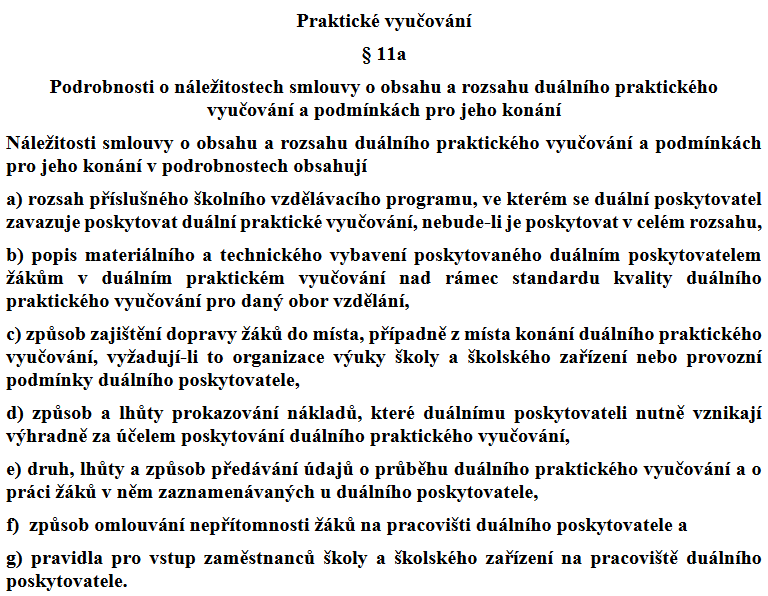 Praktické vyučování
§ 11a
Podrobnosti o náležitostech smlouvy o obsahu a rozsahu duálního praktického
vyučování a podmínkách pro jeho konání
Náležitosti smlouvy o obsahu a rozsahu duálního praktického vyučování a podmínkách
pro jeho konání v podrobnostech obsahují
a) rozsah příslušného školního vzdělávacího programu, ve kterém se duální poskytovatel
zavazuje poskytovat duální praktické vyučování, nebude-li je poskytovat v celém rozsahu,
b) popis materiálního a technického vybavení poskytovaného duálním poskytovatelem
žákům v duálním praktickém vyučování nad rámec standardu kvality duálního
praktického vyučování pro daný obor vzdělání,
c) způsob zajištění dopravy žáků do místa, případně z místa konání duálního praktického
vyučování, vyžadují-li to organizace výuky školy a školského zařízení nebo provozní
podmínky duálního poskytovatele,
d) způsob a lhůty prokazování nákladů, které duálnímu poskytovateli nutně vznikají
výhradně za účelem poskytování duálního praktického vyučování,
e) druh, lhůty a způsob předávání údajů o průběhu duálního praktického vyučování a o
práci žáků v něm zaznamenávaných u duálního poskytovatele,
f) způsob omlouvání nepřítomnosti žáků na pracovišti duálního poskytovatele a
g) pravidla pro vstup zaměstnanců školy a školského zařízení na pracoviště duálního
poskytovatele.